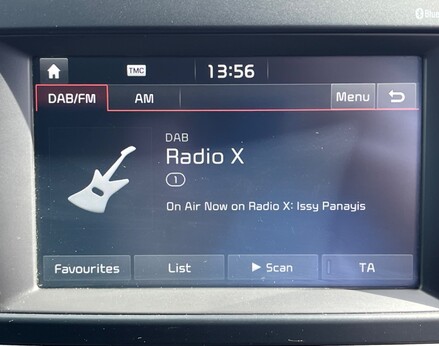 Bluetooth
TMC
13:56
DAB/FM
AM
Menu
DAB
Radio X
1
On Air Now on Radio X: Issy Panayis
Favourites
List
Scan
TA